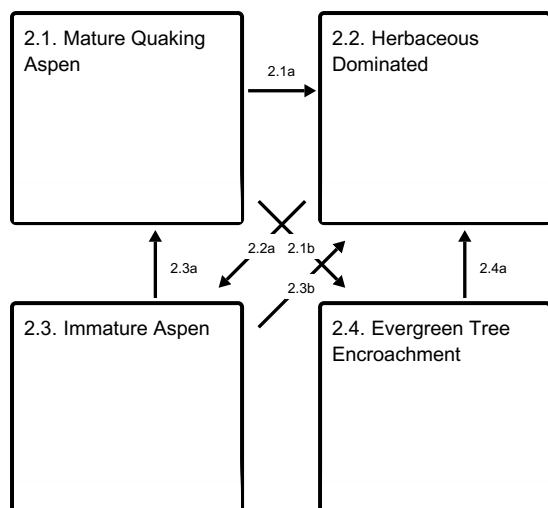 2.1. Mature Quaking
Aspen
2.1a
2.2. Herbaceous
Dominated
2.2a
2.1b
2.3a
2.3b
2.4a
2.3. Immature Aspen
2.4. Evergreen Tree
Encroachment